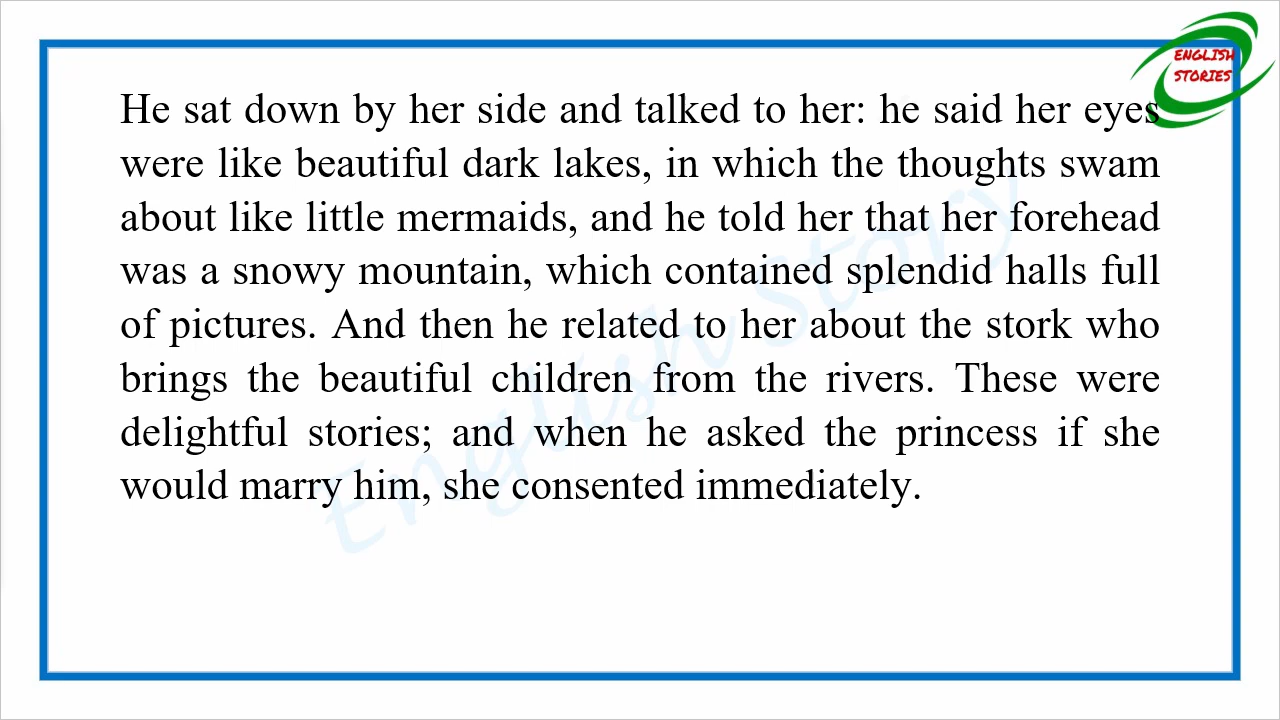 ENGLISH
STORIES
He sat down by her side and talked to her: he said her eyes
were like beautiful dark lakes, in which the thoughts swam
about like little mermaids, and he told her that her forehead
was a snowy mountain, which contained splendid halls full
of pictures. And then he related to her about the stork who
brings the beautiful children from the rivers. These were
delightful stories; and when he asked the princess if she
would marry him, she consented immediately.
English Story